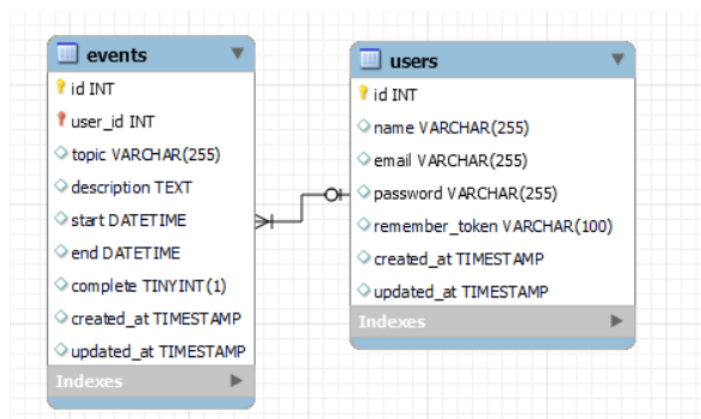 events
id INT
user_id INT
topic VARCHAR(255)
description TEXT
start DATETIME
end DATETIME
complete TINYINT(1)
created_at TIMESTAMP
updated_at TIMESTAMP
Indexes
users
id INT
name VARCHAR(255)
email VARCHAR(255)
password VARCHAR(255)
remember_token VARCHAR(100)
created_at TIMESTAMP
updated_at TIMESTAMP
Indexes